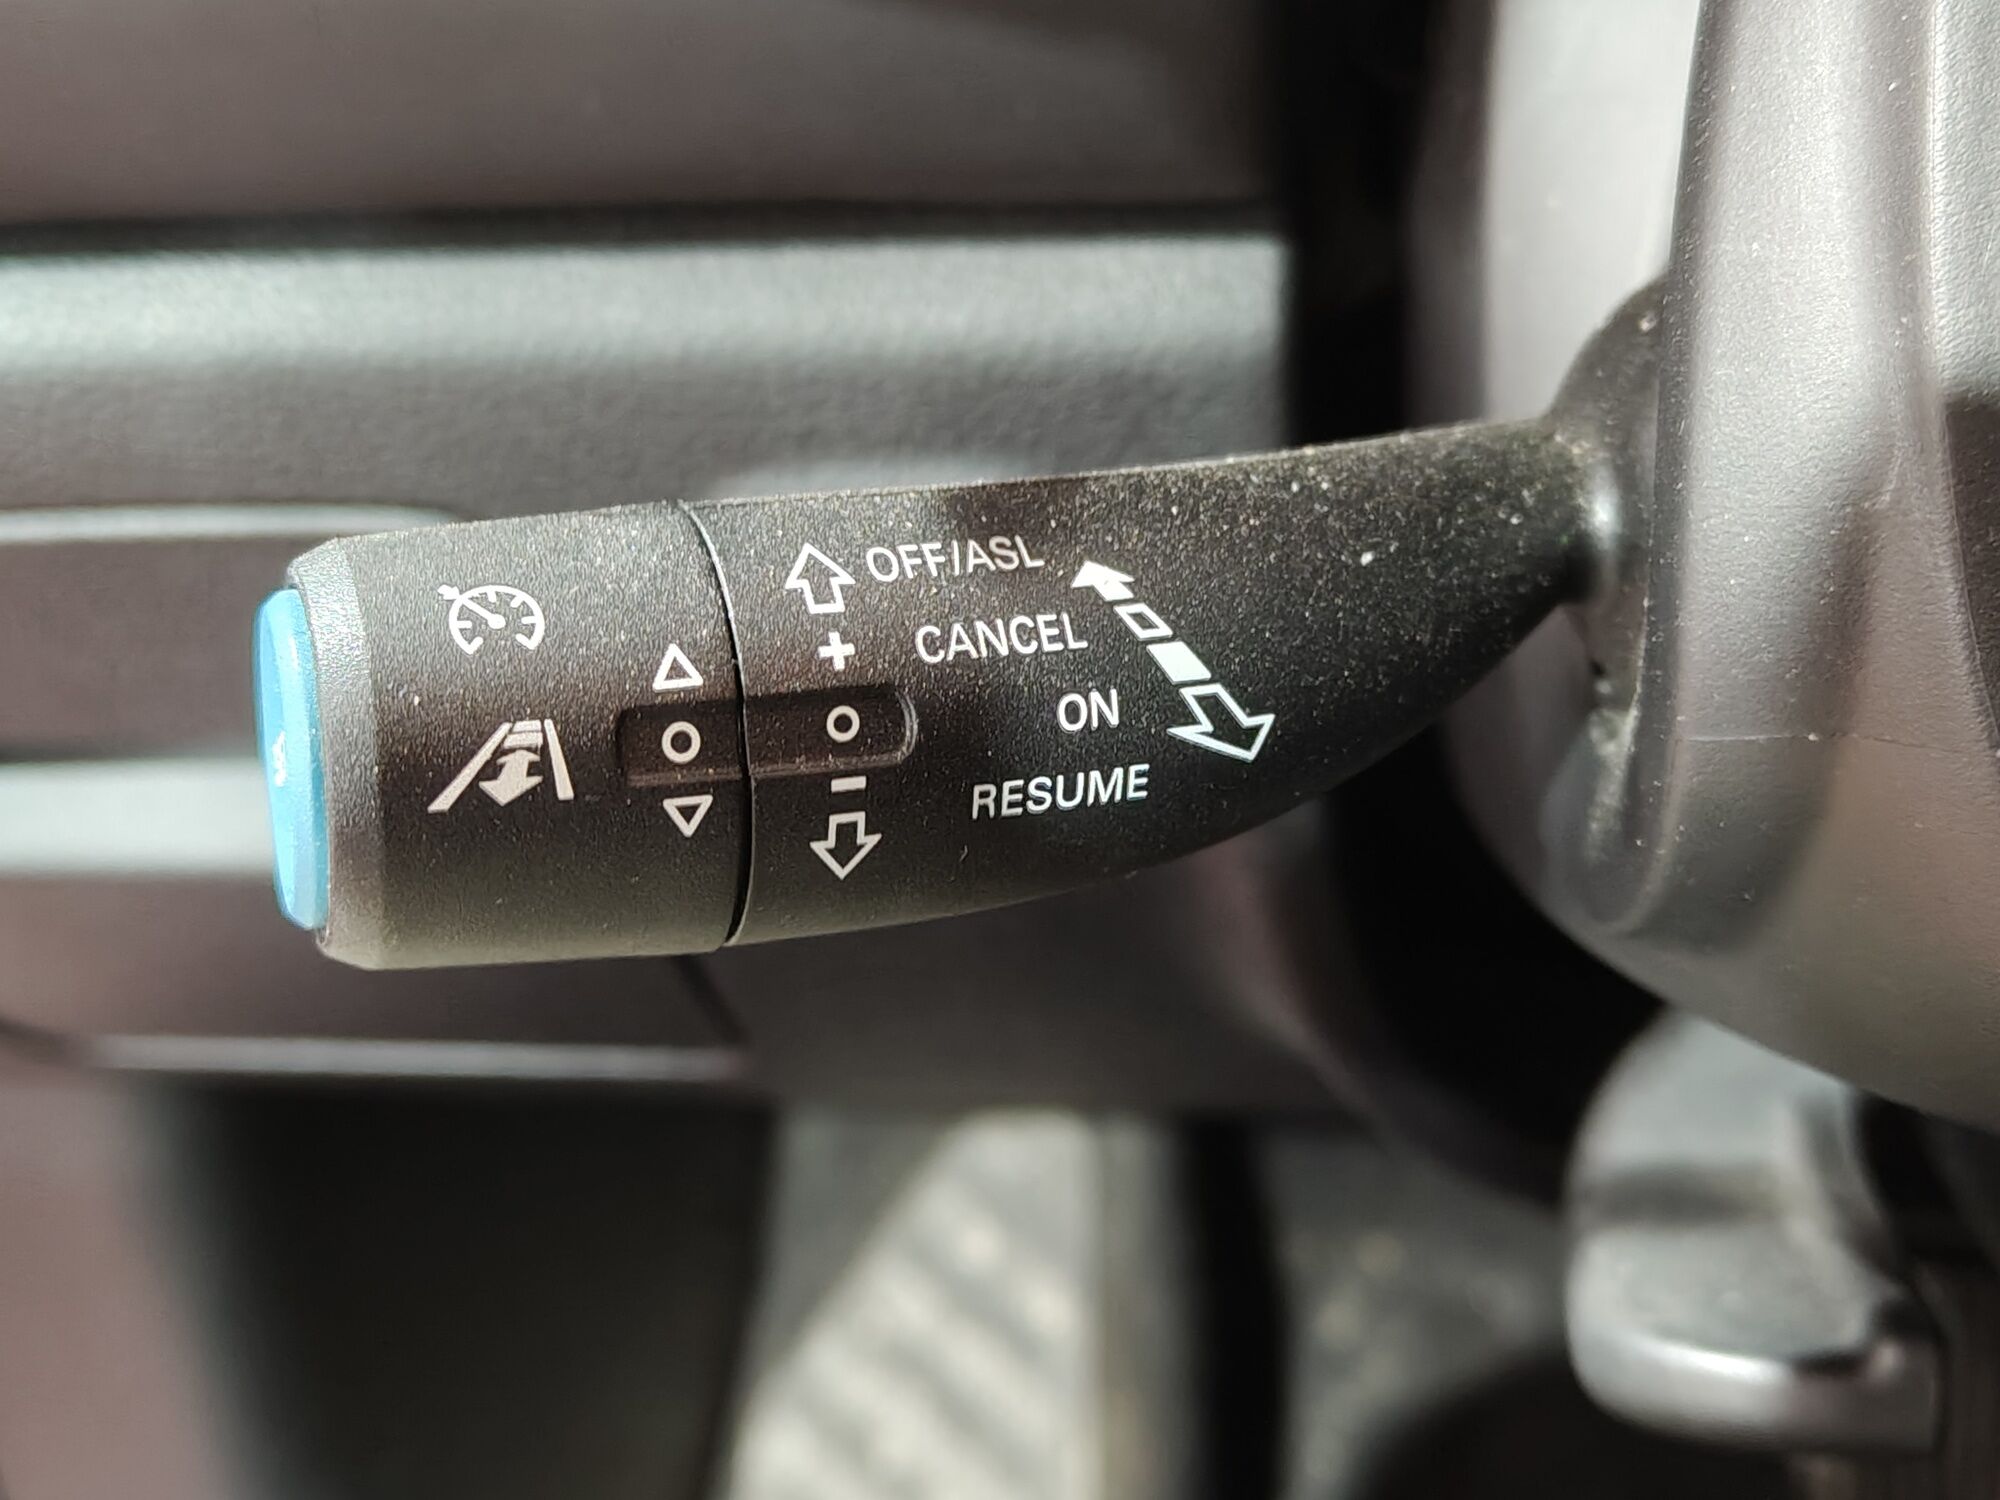 OFF/ASL
+
CANCEL
ON
−
RESUME